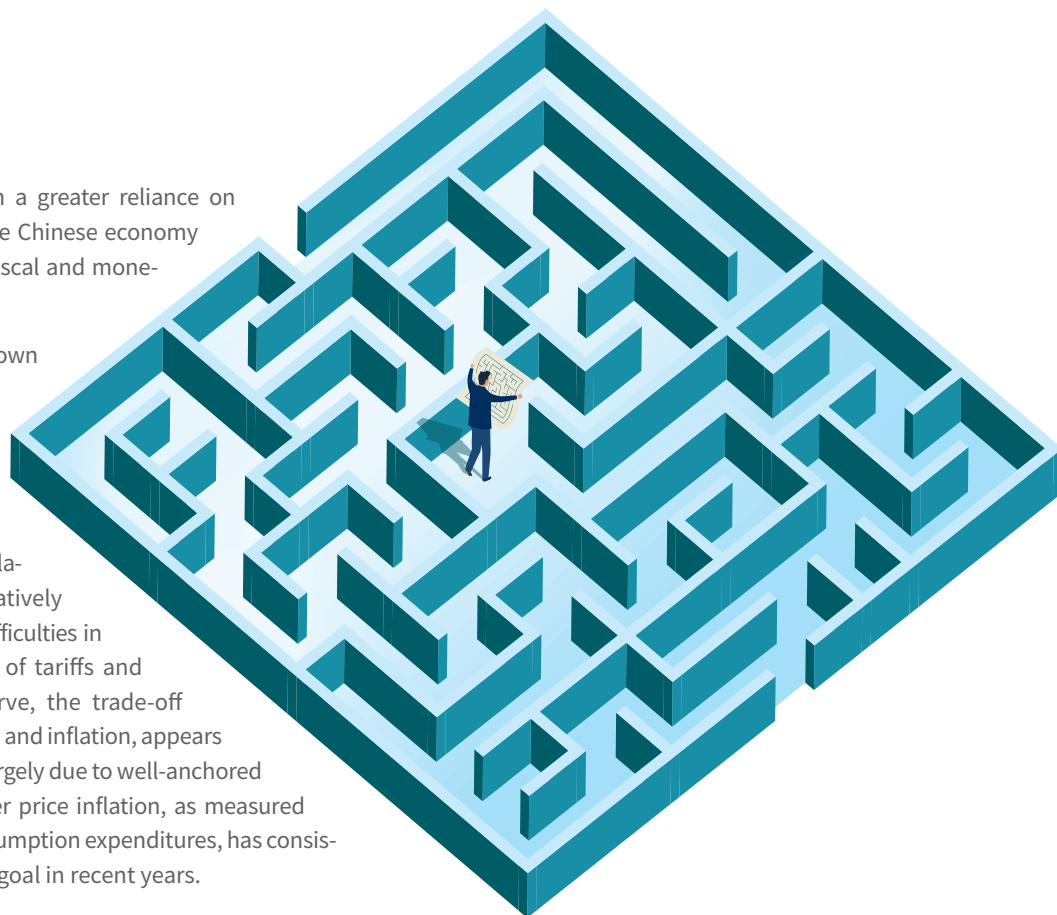 a greater reliance on
e Chinese economy
scal and mone-
own
la-
atively
fficulties in
of tariffs and
rve, the trade-off
and inflation, appears
rgely due to well-anchored
er price inflation, as measured
umption expenditures, has consis-
goal in recent years.